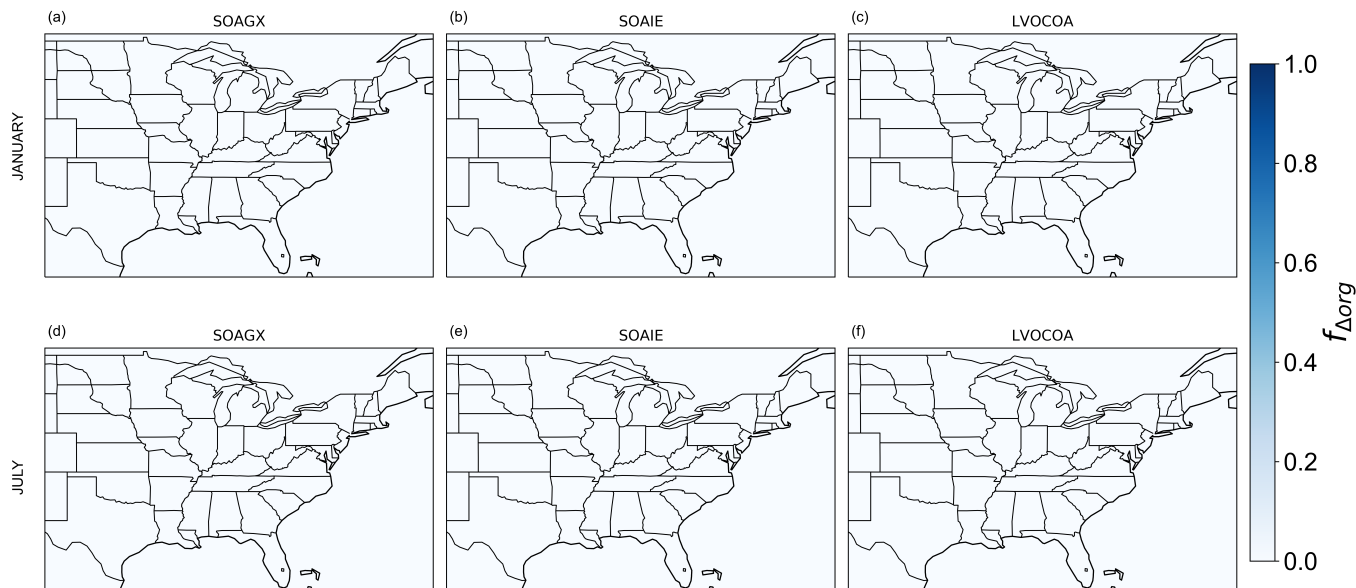 (a) SOAGX (b) SOAIE (c) LVOCOA
JANUARY
(d) SOAGX (e) SOAIE (f) LVOCOA
JULY
1.0
0.8
0.6
0.4
0.2
0.0
fΔorg